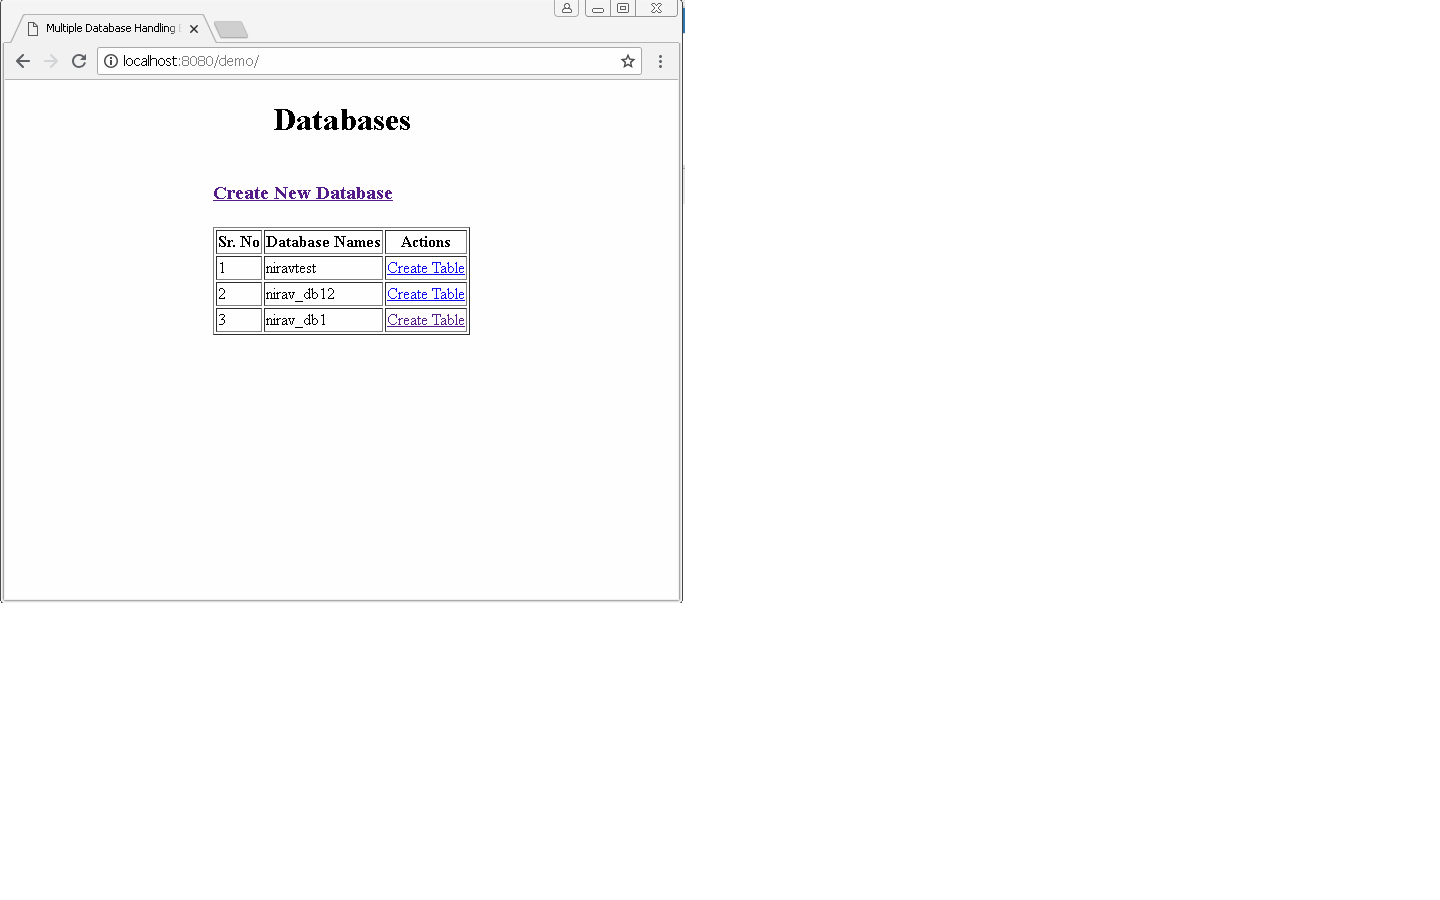 Multiple Database Handling
localhost:8080/demo/
Databases
Create New Database
Sr. No Database Names Actions
1 niravtest Create Table
2 nirav_db12 Create Table
3 nirav_db1 Create Table